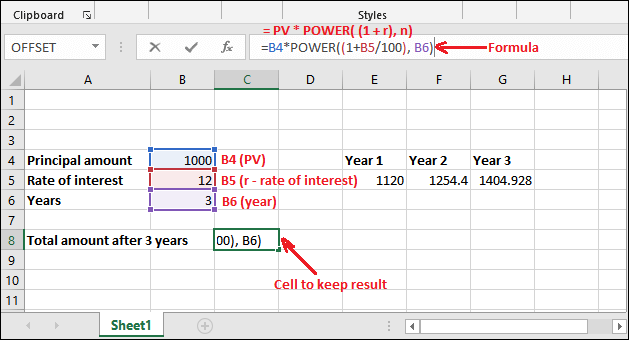 Clipboard Styles
= PV * POWER( (1 + r), n)
OFFSET fx =B4*POWER((1+B5/100), B6) Formula
A B C D E F G H
1
2
3
4 Principal amount 1000 B4 (PV) Year 1 Year 2 Year 3
5 Rate of interest 12 B5 (r - rate of interest) 1120 1254.4 1404.928
6 Years 3 B6 (year)
7
8 Total amount after 3 years 00), B6)
9
10 Cell to keep result
11
Sheet1